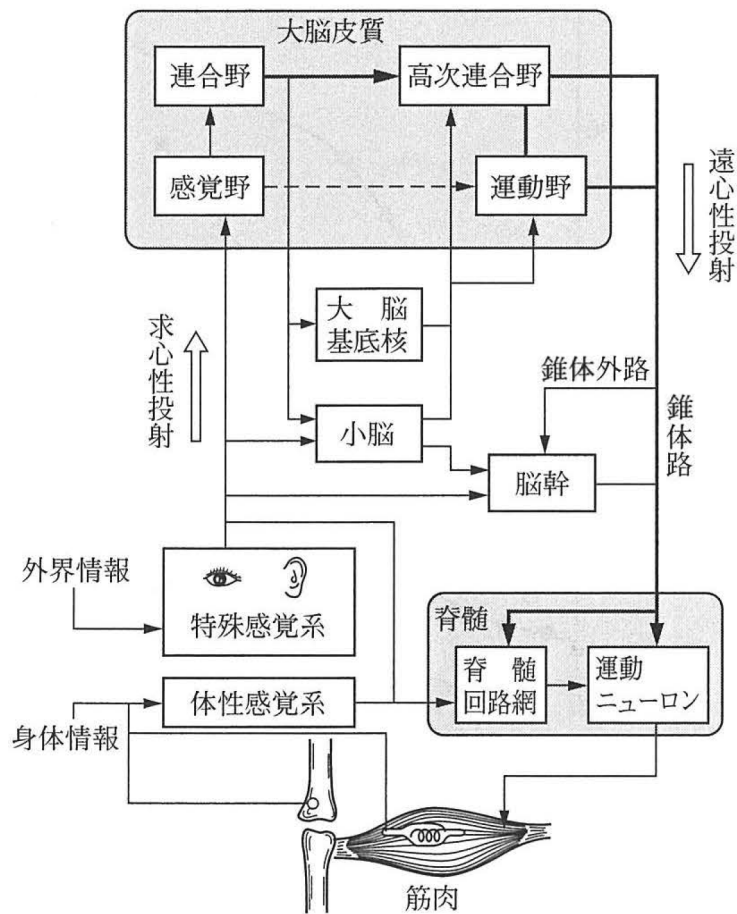 大脳皮質
連合野
高次連合野
感覚野
運動野
遠心性投射
大　脳
基底核
求心性投射
錐体外路
小脳
錐体路
脳幹
外界情報
特殊感覚系
脊髄
脊　髄
回路網
運動
ニューロン
体性感覚系
身体情報
筋肉